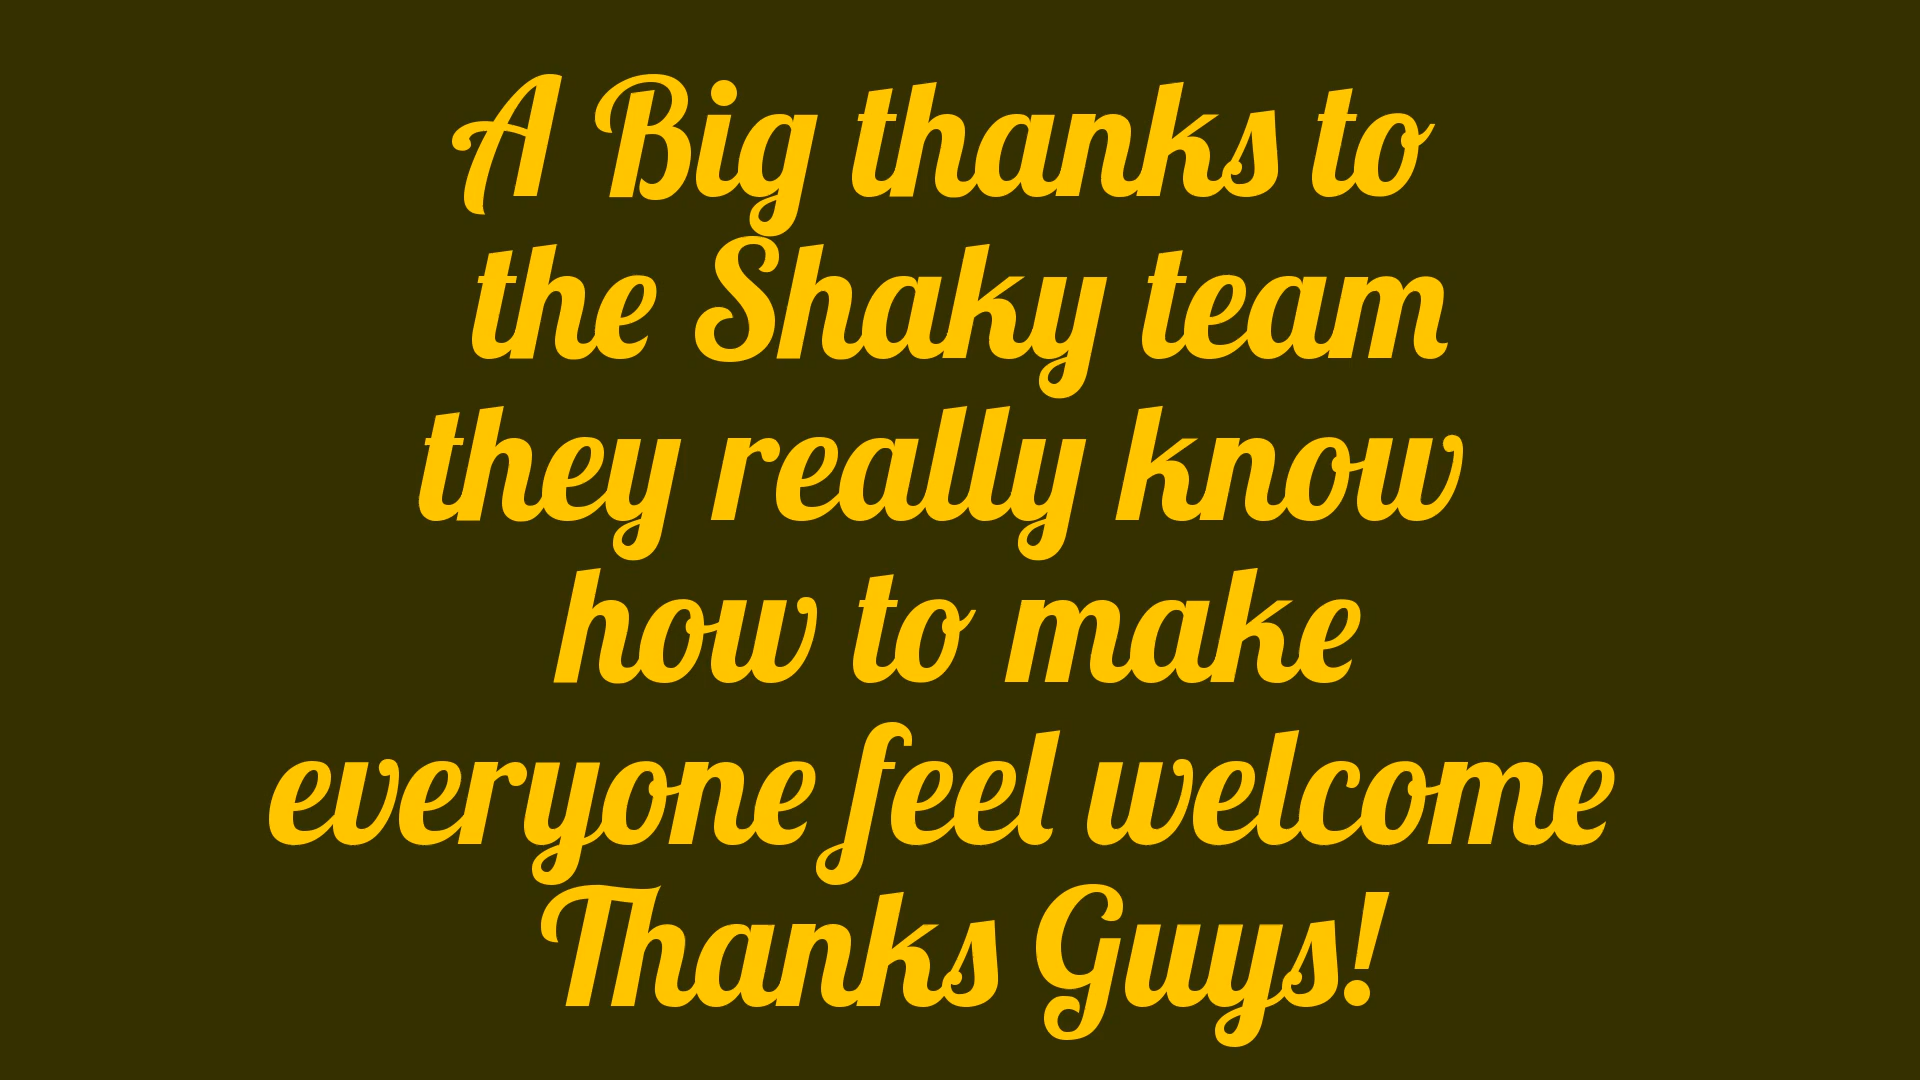 A Big thanks to
the Shaky team
they really know
how to make
everyone feel welcome
Thanks Guys!